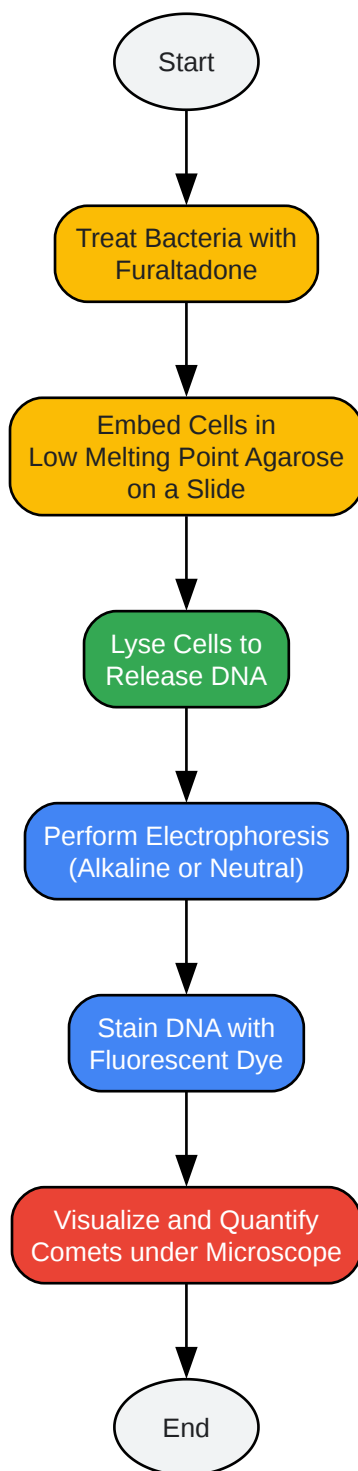 Start
Treat Bacteria with
Furaltadone
Embed Cells in
Low Melting Point Agarose
on a Slide
Lyse Cells to
Release DNA
Perform Electrophoresis
(Alkaline or Neutral)
Stain DNA with
Fluorescent Dye
Visualize and Quantify
Comets under Microscope
End